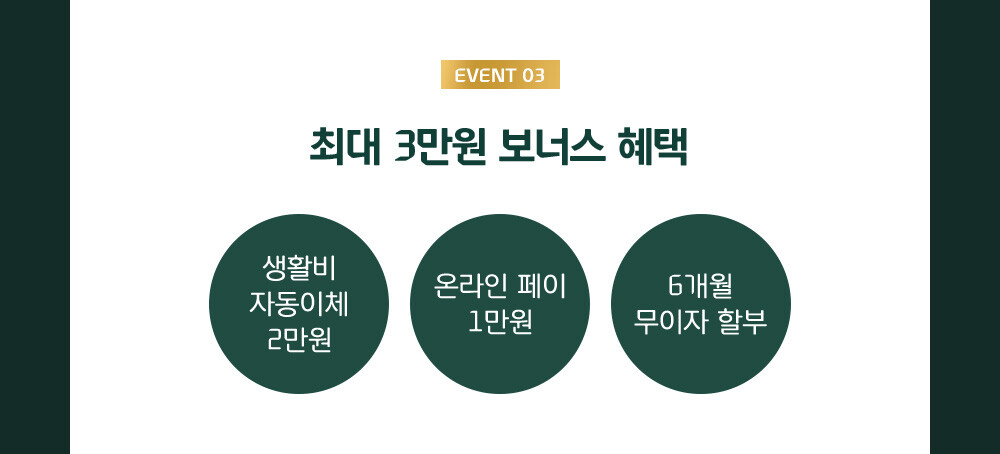 EVENT 03
최대 3만원 보너스 혜택
생활비
자동이체
2만원
온라인 페이
1만원
6개월
무이자 할부